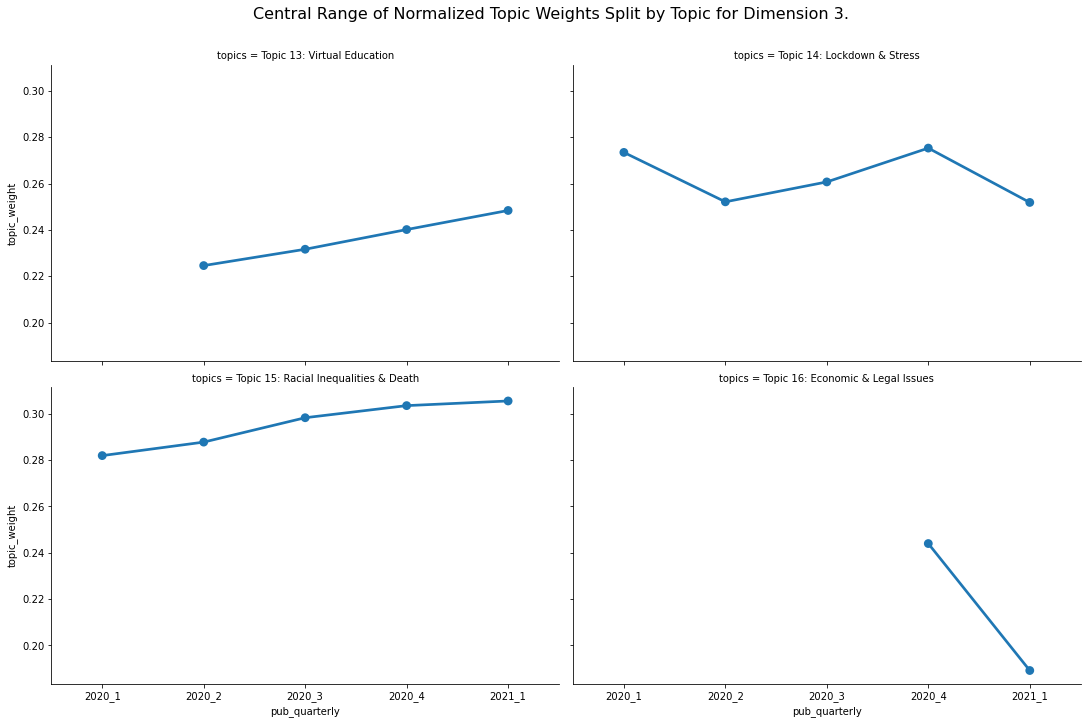 Central Range of Normalized Topic Weights Split by Topic for Dimension 3.
topics = Topic 13: Virtual Education
topics = Topic 14: Lockdown & Stress
0.30
0.28
0.26
0.24
0.22
0.20
topic_weight
topics = Topic 15: Racial Inequalities & Death
topics = Topic 16: Economic & Legal Issues
0.30
0.28
0.26
0.24
0.22
0.20
topic_weight
2020_1 2020_2 2020_3 2020_4 2021_1
pub_quarterly
2020_1 2020_2 2020_3 2020_4 2021_1
pub_quarterly